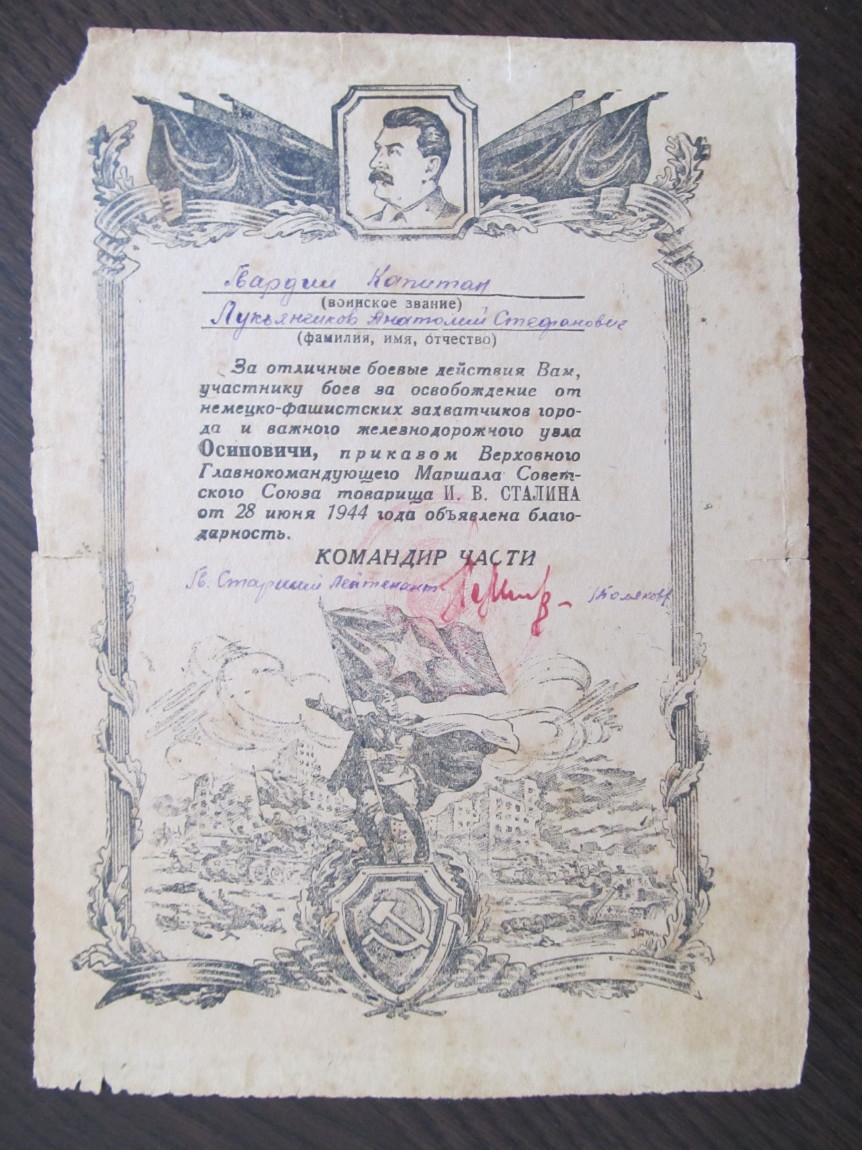 Гвардии Капитан
(воинское звание)
Лукьяненков Анатолий Стефанович
(фамилия, имя, отчество)
За отличные боевые действия Вам,
участнику боев за освобождение от
немецко-фашистских захватчиков горо-
да и важного железнодорожного узла
Осиповичи, приказом Верховного
Главнокомандующего Маршала Совет-
ского Союза товарища И. В. СТАЛИНА
от 28 июня 1944 года объявлена благо-
дарность.
КОМАНДИР ЧАСТИ
Гв. Старший Лейтенант